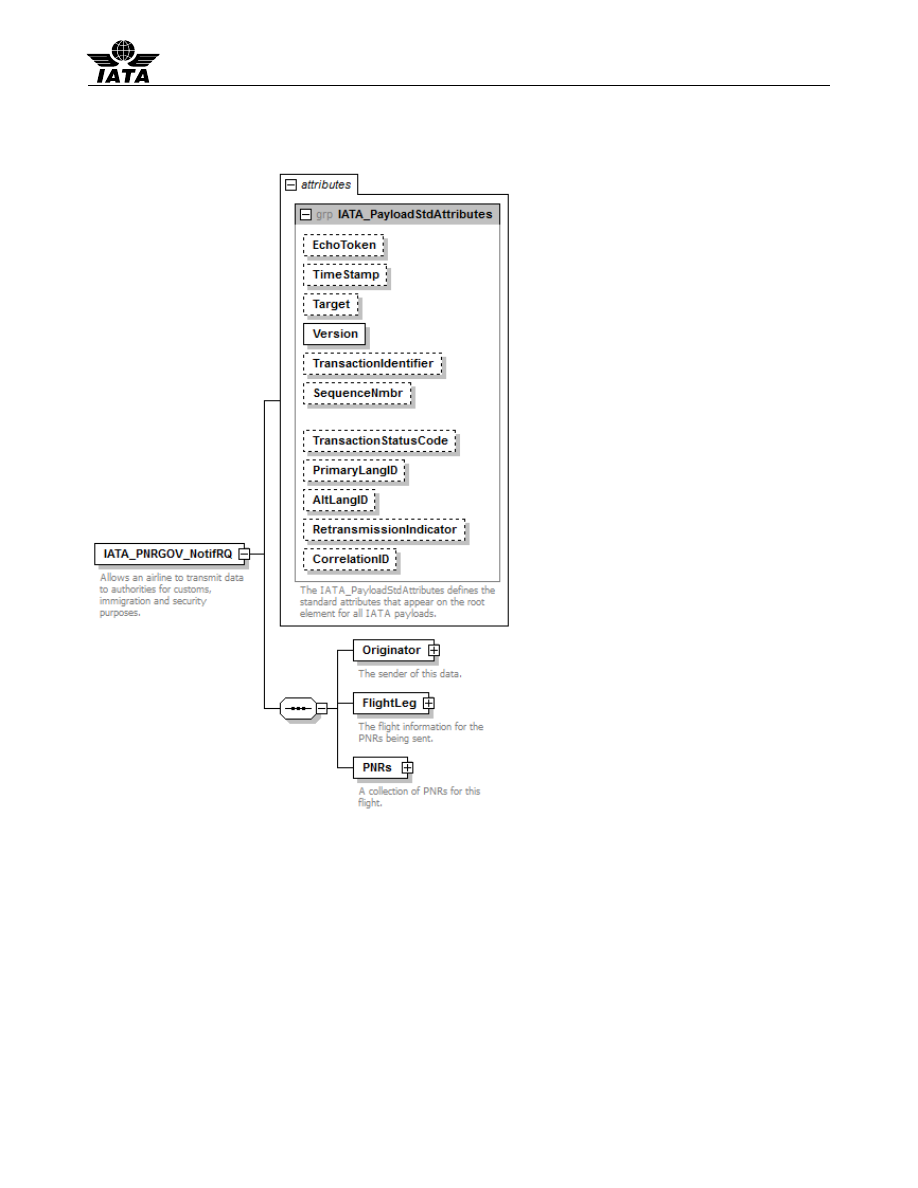 IATA
attributes
grp IATA_PayloadStdAttributes
EchoToken
TimeStamp
Target
Version
TransactionIdentifier
SequenceNmbr
TransactionStatusCode
PrimaryLangID
AltLangID
RetransmissionIndicator
CorrelationID
The IATA_PayloadStdAttributes defines the
standard attributes that appear on the root
element for all IATA payloads.
IATA_PNRGOV_NotifRQ
Allows an airline to transmit data
to authorities for customs,
immigration and security
purposes.
Originator
The sender of this data.
FlightLeg
The flight information for the
PNRs being sent.
PNRs
A collection of PNRs for this
flight.